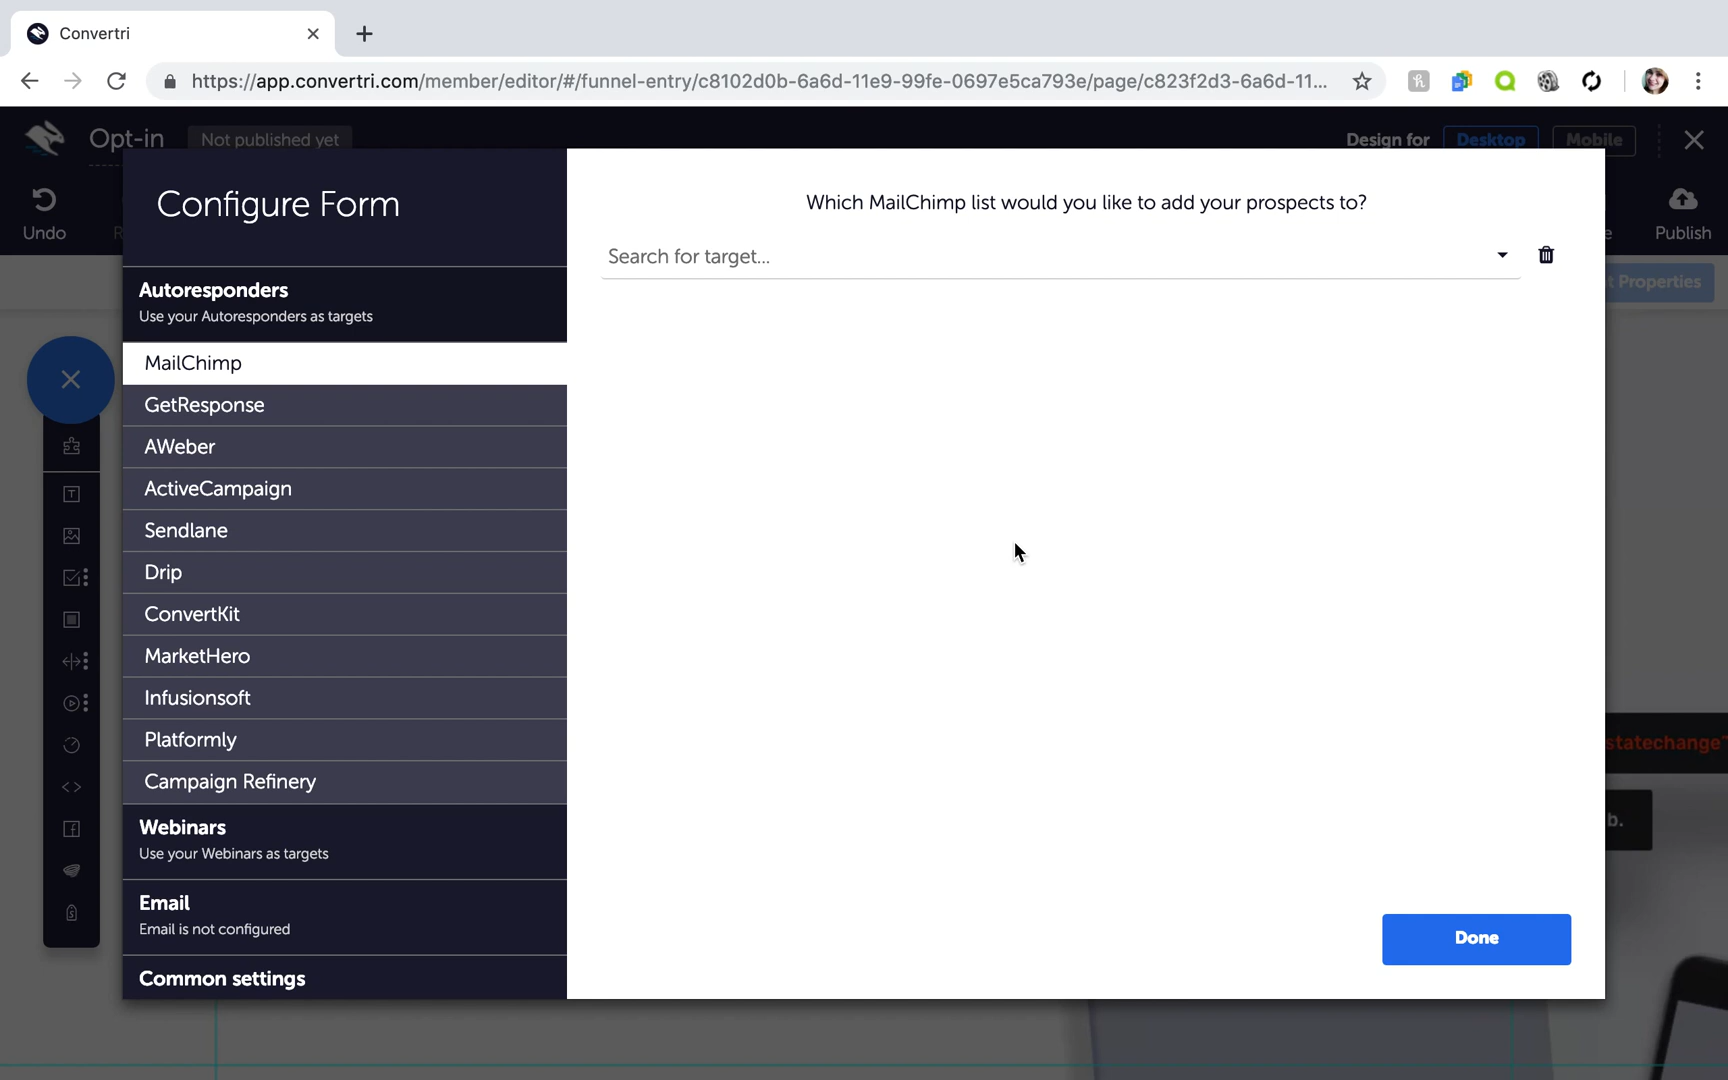 Convertri
https://app.convertri.com/member/editor/#/funnel-entry/c8102d0b-6a6d-11e9-99fe-0697e5ca793e/page/c823f2d3-6a6d-11...
Opt-in
Not published yet
Design for
Desktop
Mobile
Undo
Publish
Configure Form
Which MailChimp list would you like to add your prospects to?
Search for target...
t Properties
Autoresponders
Use your Autoresponders as targets
MailChimp
GetResponse
AWeber
ActiveCampaign
Sendlane
Drip
ConvertKit
MarketHero
Infusionsoft
Platformly
Campaign Refinery
statechange"
b.
Webinars
Use your Webinars as targets
Email
Email is not configured
Common settings
Done